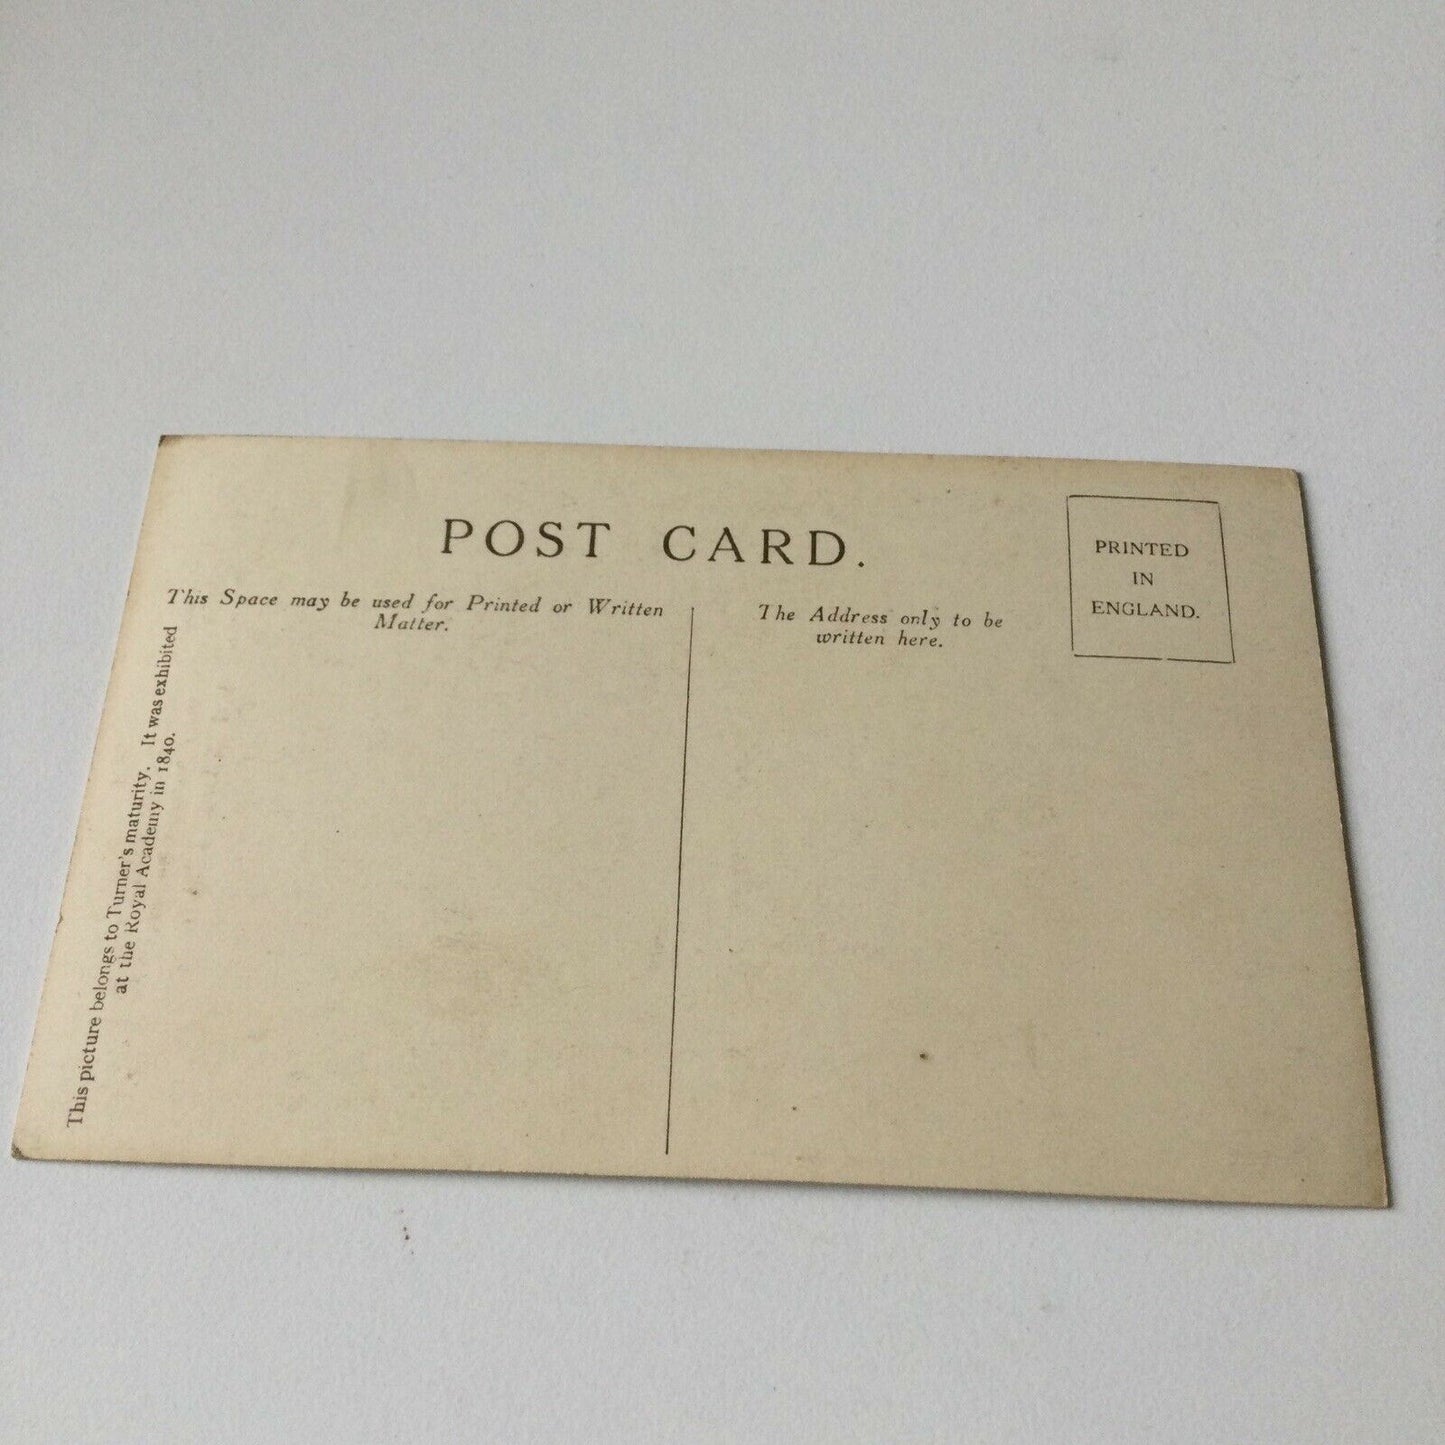 POST CARD.
This Space may be used for Printed or Written
Matter.
The Address only to be
written here.
PRINTED
IN
ENGLAND.
This picture belongs to Turner's maturity. It was exhibited
at the Royal Academy in 1840.